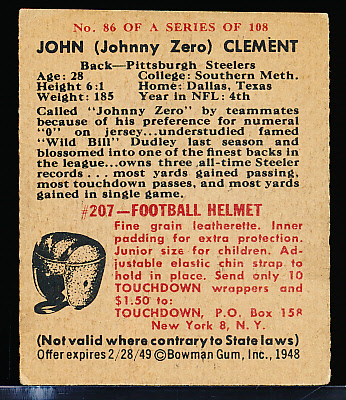 No. 86 OF A SERIES OF 108
JOHN (Johnny Zero) CLEMENT
Back—Pittsburgh Steelers
Age: 28 College: Southern Meth.
Height: 6:1 Home: Dallas, Texas
Weight: 185 Year in NFL: 4th
Called "Johnny Zero" by teammates
because of his preference for numeral
"0" on jersey...understudied famed
"Wild Bill" Dudley last season and
blossomed into one of the finest backs in
the league...owns three all-time Steeler
records...most yards gained passing,
most touchdown passes, and most yards
gained in single game.
#207—FOOTBALL HELMET
Fine grain leatherette. Inner
padding for extra protection.
Junior size for children. Ad-
justable elastic chin strap to
hold in place. Send only 10
TOUCHDOWN wrappers and
$1.50 to:
TOUCHDOWN, P.O. Box 158
New York 8, N. Y.
(Not valid where contrary to State laws)
Offer expires 2/28/49 ©Bowman Gum, Inc., 1948